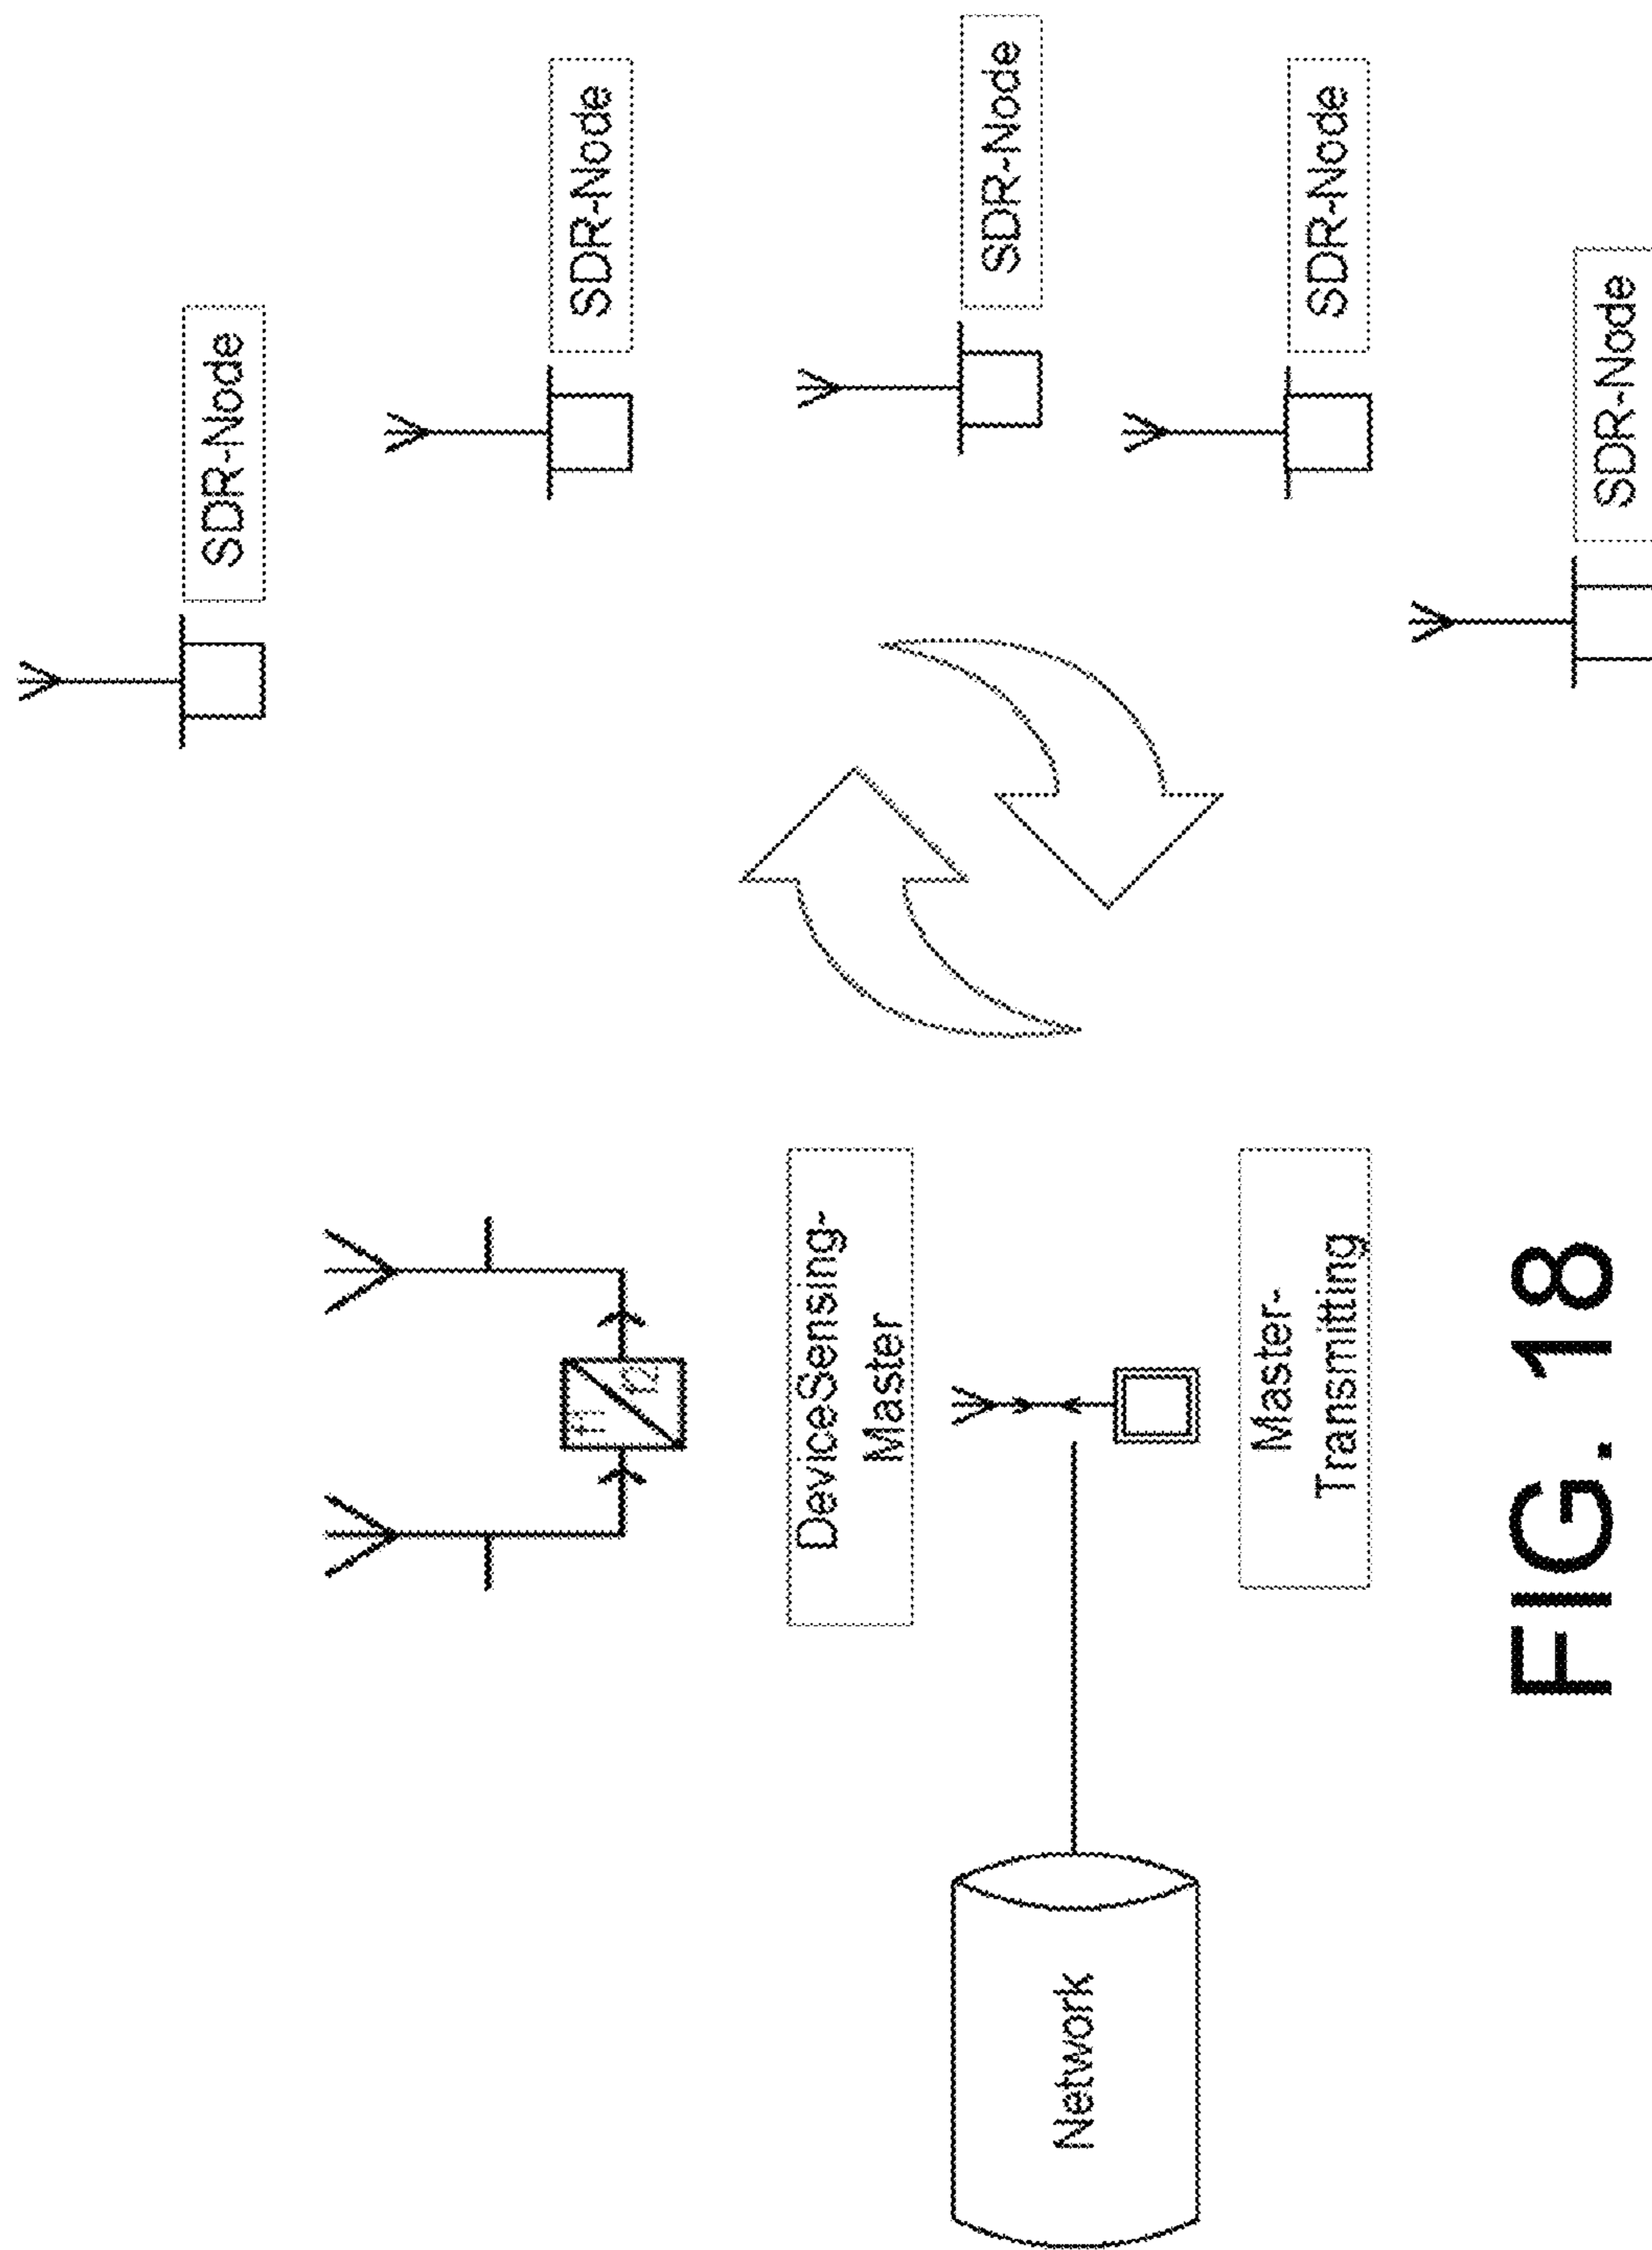 SDR-Node
SDR-Node
SDR-Node
SDR-Node
SDR-Node
f1
f2
DeviceSensing-
Master
Master-
Transmitting
Network
FIG. 18